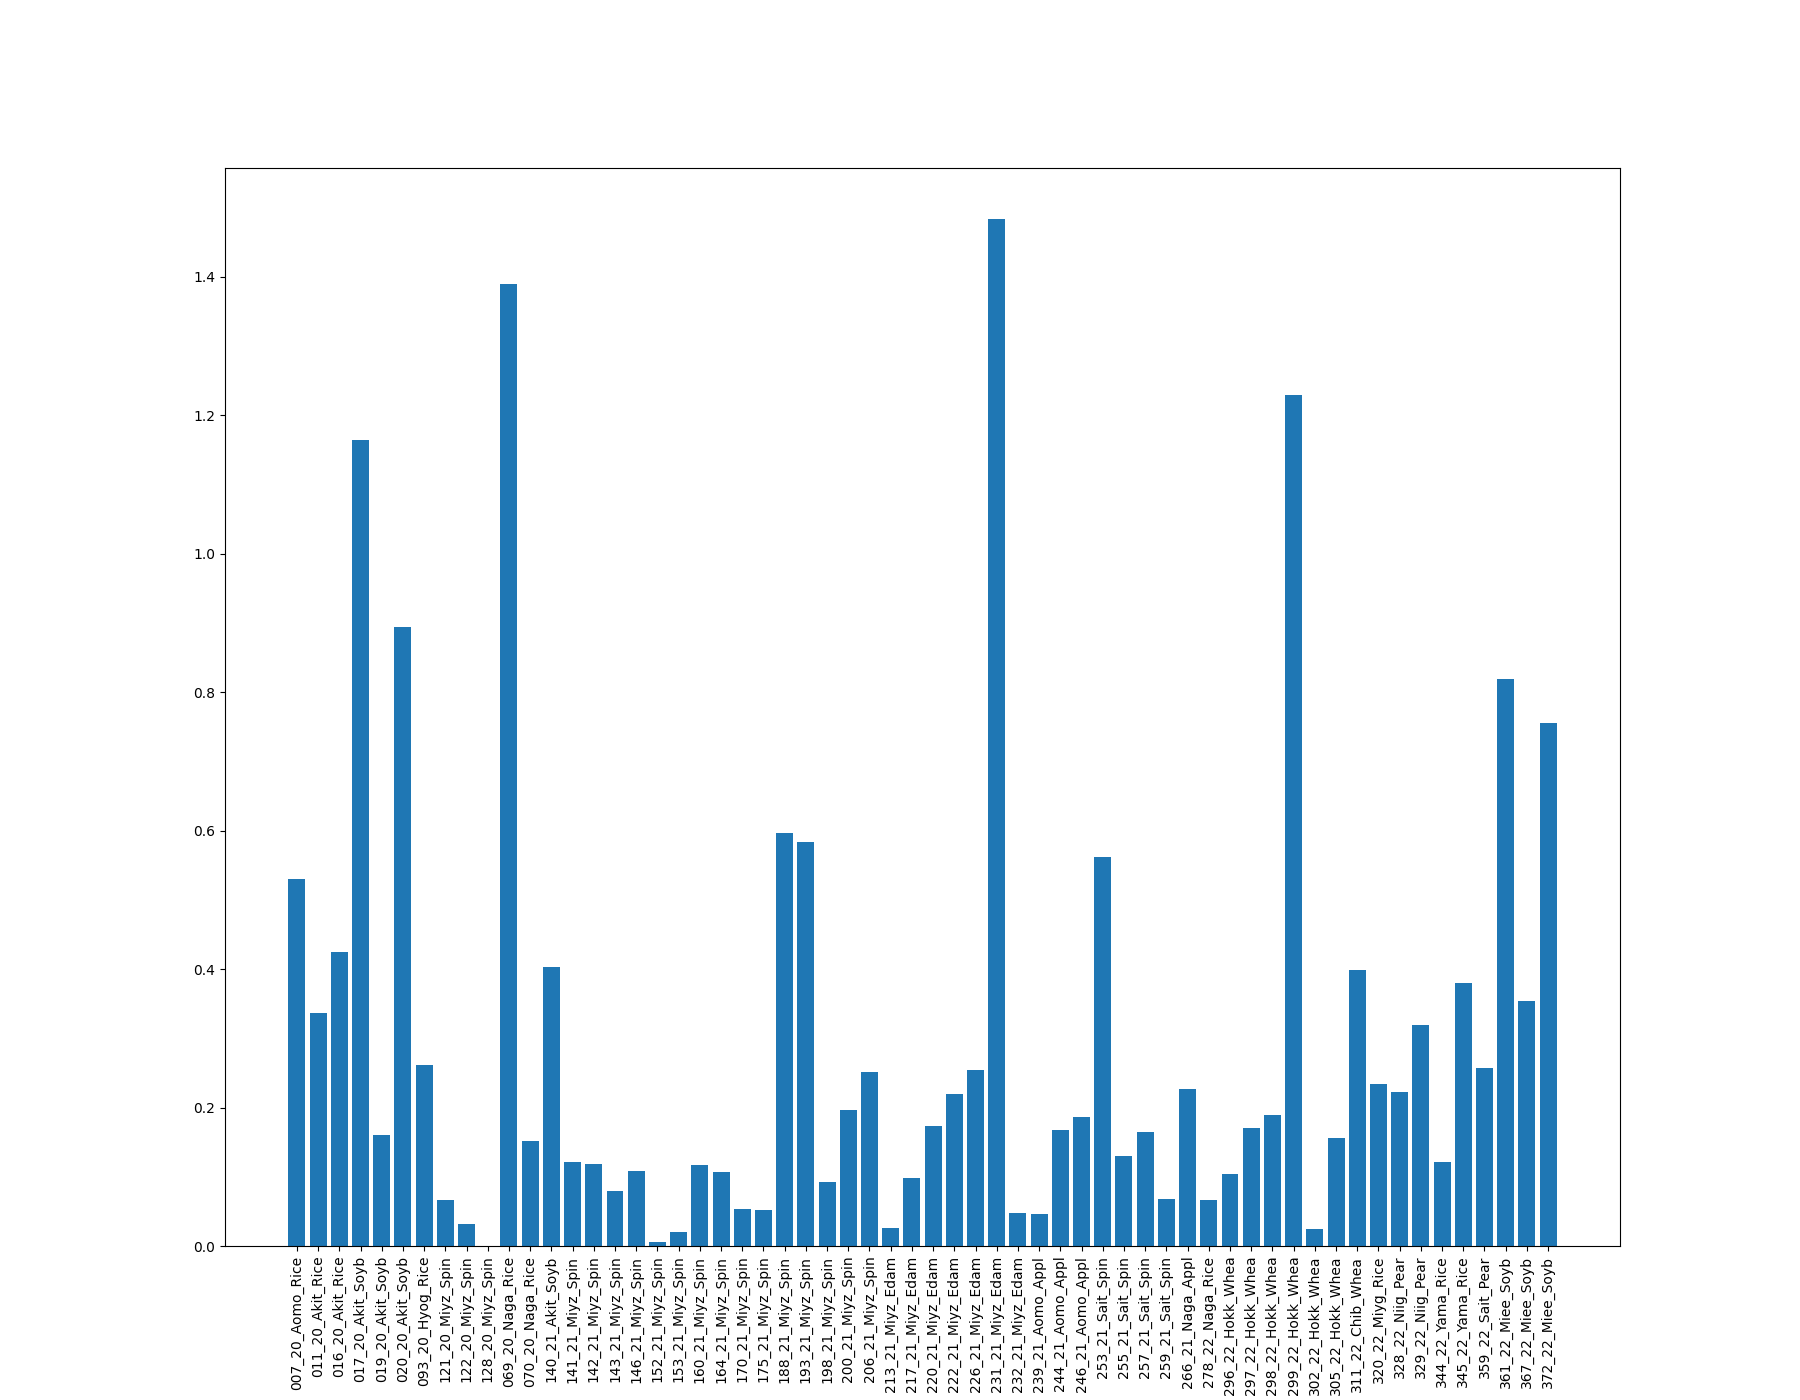 1.4
1.2
1.0
0.8
0.6
0.4
0.2
0.0
007_20_Aomo_Rice
011_20_Akit_Rice
016_20_Akit_Rice
017_20_Akit_Soyb
019_20_Akit_Soyb
020_20_Akit_Soyb
093_20_Hyog_Rice
121_20_Miyz_Spin
122_20_Miyz_Spin
128_20_Miyz_Spin
069_20_Naga_Rice
070_20_Naga_Rice
140_21_Akit_Soyb
141_21_Miyz_Spin
142_21_Miyz_Spin
143_21_Miyz_Spin
146_21_Miyz_Spin
152_21_Miyz_Spin
153_21_Miyz_Spin
160_21_Miyz_Spin
164_21_Miyz_Spin
170_21_Miyz_Spin
175_21_Miyz_Spin
188_21_Miyz_Spin
193_21_Miyz_Spin
198_21_Miyz_Spin
200_21_Miyz_Spin
206_21_Miyz_Spin
213_21_Miyz_Edam
217_21_Miyz_Edam
220_21_Miyz_Edam
222_21_Miyz_Edam
226_21_Miyz_Edam
231_21_Miyz_Edam
232_21_Miyz_Edam
239_21_Aomo_Appl
244_21_Aomo_Appl
246_21_Aomo_Appl
253_21_Sait_Spin
255_21_Sait_Spin
257_21_Sait_Spin
259_21_Sait_Spin
266_21_Naga_Appl
278_22_Naga_Rice
296_22_Hokk_Whea
297_22_Hokk_Whea
298_22_Hokk_Whea
299_22_Hokk_Whea
302_22_Hokk_Whea
305_22_Hokk_Whea
311_22_Chib_Whea
320_22_Miyg_Rice
328_22_Niig_Pear
329_22_Niig_Pear
344_22_Yama_Rice
345_22_Yama_Rice
359_22_Sait_Pear
361_22_Miee_Soyb
367_22_Miee_Soyb
372_22_Miee_Soyb